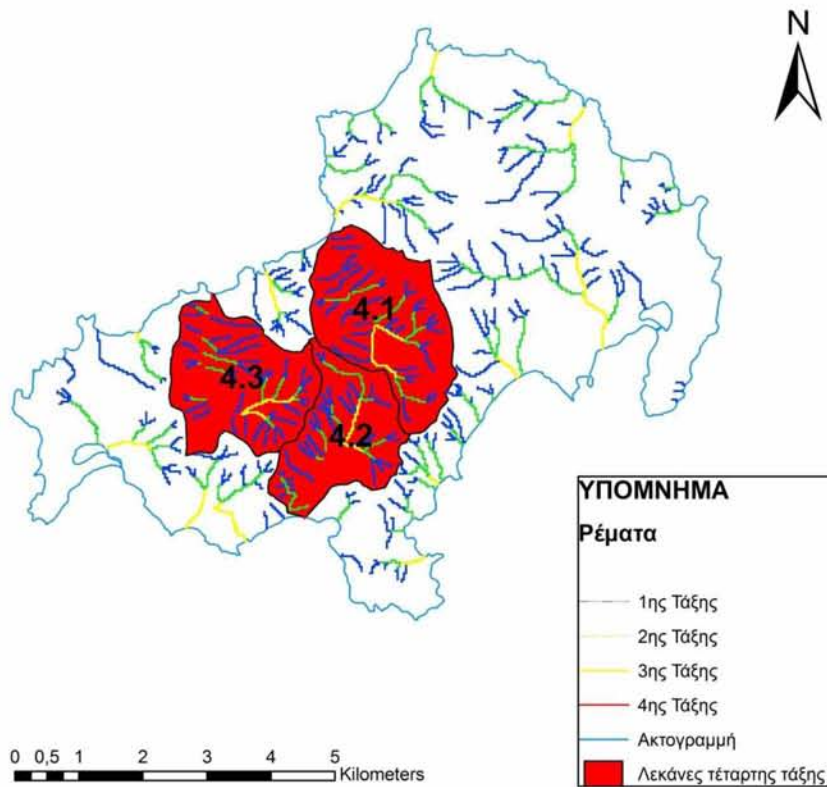 N
4.1
4.3
4.2
ΥΠΟΜΝΗΜΑ
Ρέματα
1ης Τάξης
2ης Τάξης
3ης Τάξης
4ης Τάξης
Ακτογραμμή
Λεκάνες τέταρτης τάξης
0 0,5 1 2 3 4 5
Kilometers